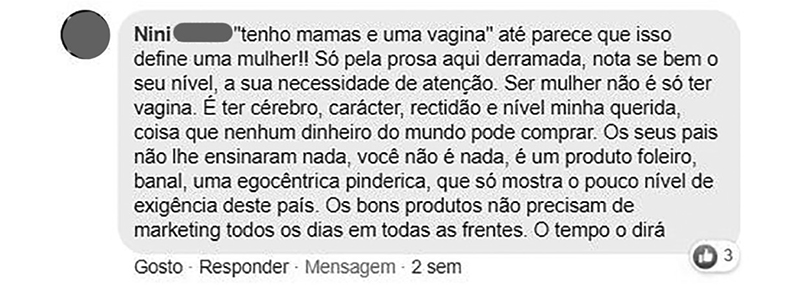 Nini "tenho mamas e uma vagina" até parece que isso
define uma mulher!! Só pela prosa aqui derramada, nota se bem o
seu nível, a sua necessidade de atenção. Ser mulher não é só ter
vagina. É ter cérebro, carácter, rectidão e nível minha querida,
coisa que nenhum dinheiro do mundo pode comprar. Os seus pais
não lhe ensinaram nada, você não é nada, é um produto foleiro,
banal, uma egocêntrica pinderica, que só mostra o pouco nível de
exigência deste país. Os bons produtos não precisam de
marketing todos os dias em todas as frentes. O tempo o dirá
3
Gosto · Responder · Mensagem · 2 sem